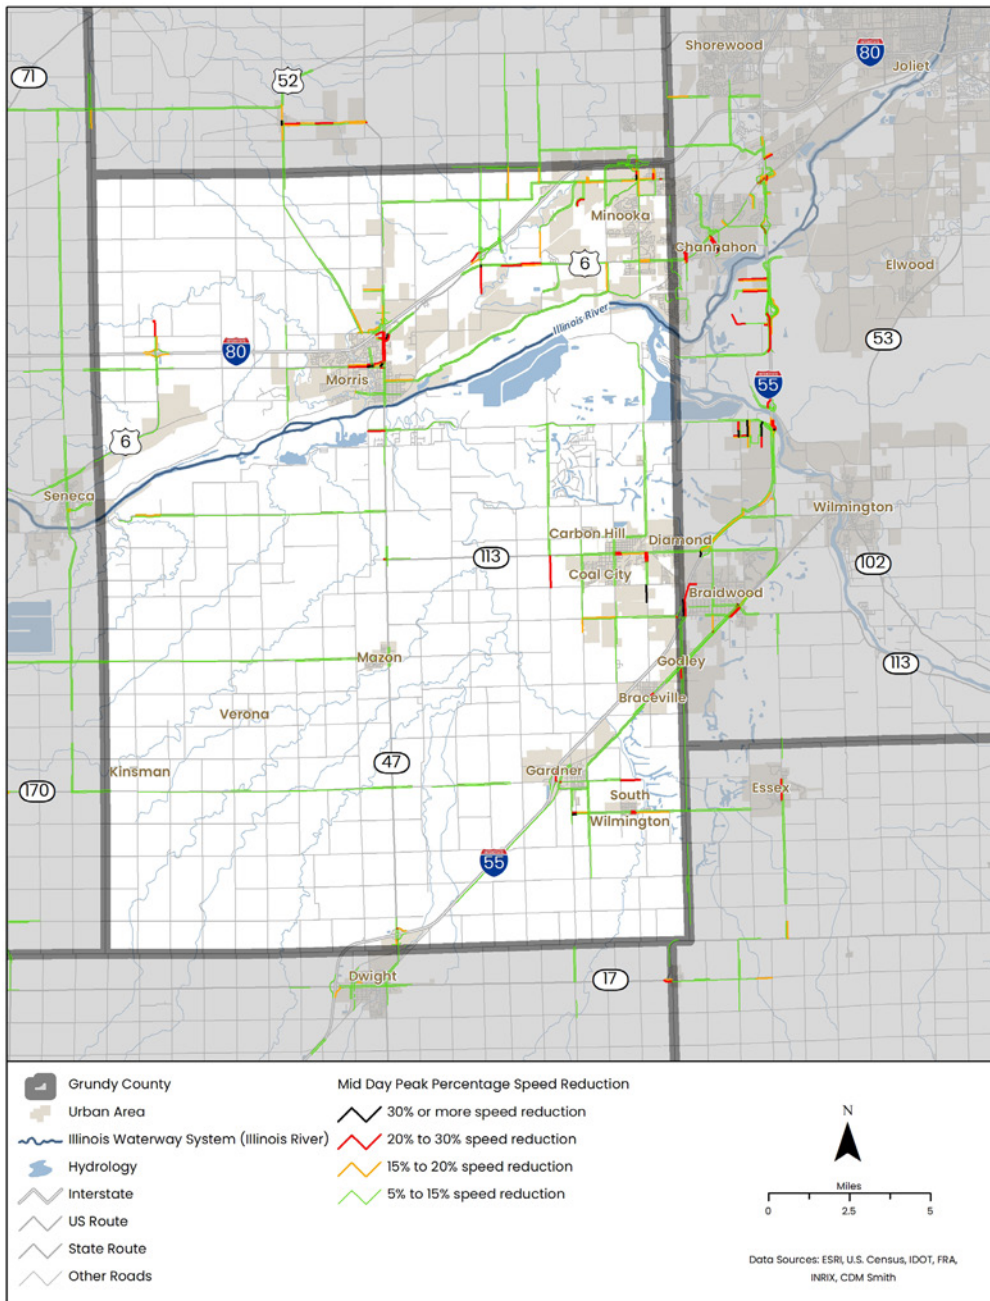 Shorewood
80
Joliet
71
52
Minooka
Channahon
6
Elwood
Illinois River
53
80
Morris
55
6
Seneca
Wilmington
Carbon Hill
Diamond
113
Coal City
102
Braidwood
Mazon
Godley
113
Braceville
Verona
47
Kinsman
Gardner
170
South
Wilmington
Essex
55
Dwight
17
Grundy County
Urban Area
Illinois Waterway System (Illinois River)
Hydrology
Interstate
US Route
State Route
Other Roads
Mid Day Peak Percentage Speed Reduction
30% or more speed reduction
20% to 30% speed reduction
15% to 20% speed reduction
5% to 15% speed reduction
N
Miles
0 2.5 5
Data Sources: ESRI, U.S. Census, IDOT, FRA,
INRIX, CDM Smith